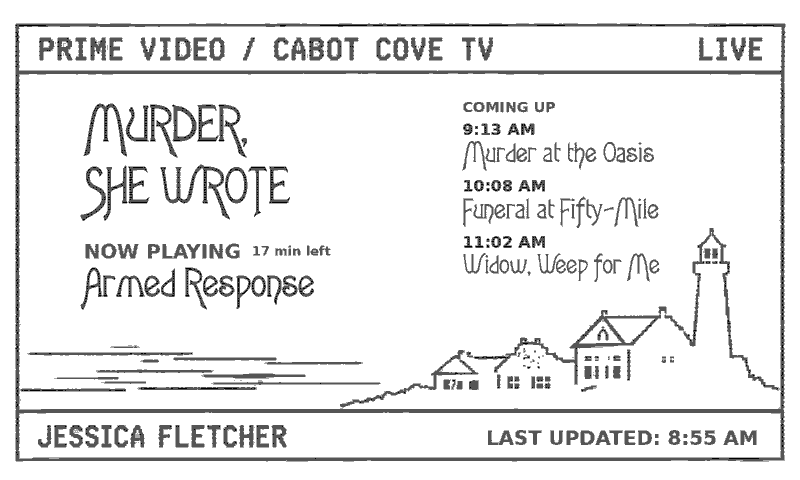 PRIME VIDEO / CABOT COVE TV
LIVE
MURDER,
SHE WROTE
NOW PLAYING 17 min left
Armed Response
COMING UP
9:13 AM
Murder at the Oasis
10:08 AM
Funeral at Fifty-Mile
11:02 AM
Widow, Weep for Me
JESSICA FLETCHER
LAST UPDATED: 8:55 AM